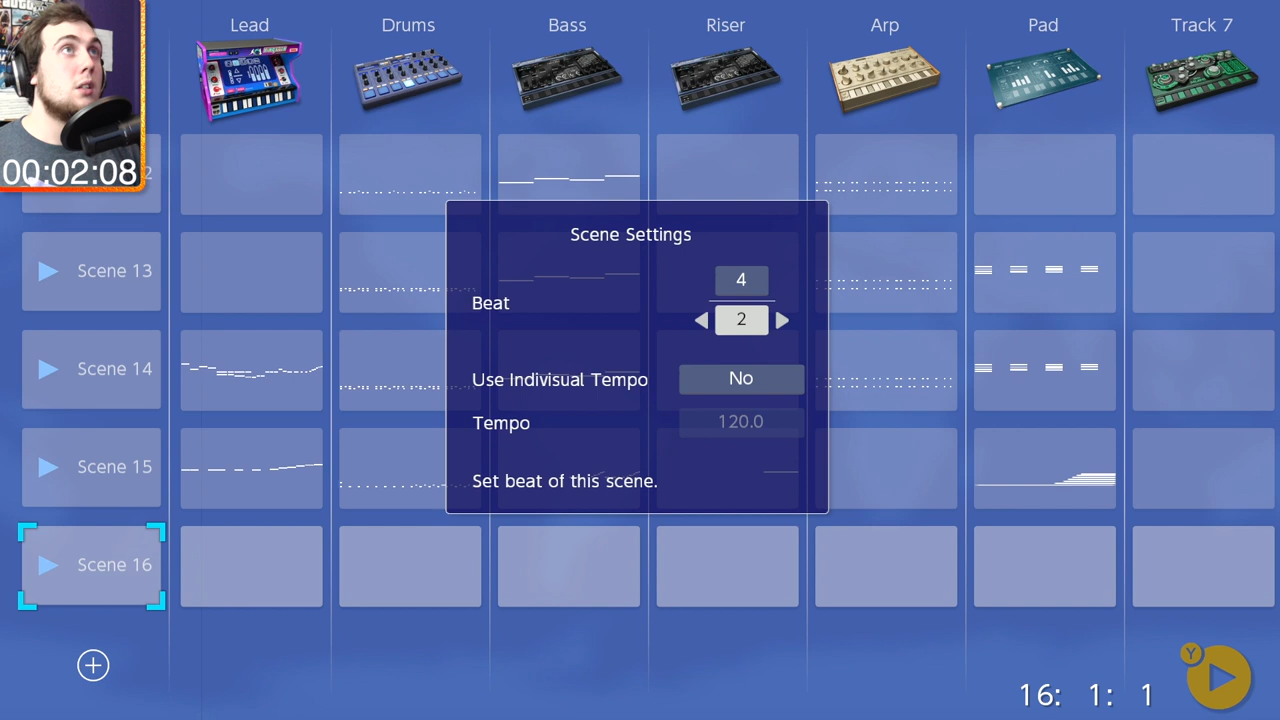 Lead Drums Bass Riser Arp Pad Track 7
00:02:08
2
Scene 13
Scene 14
Scene 15
Scene 16
Scene Settings
Beat
4
2
Use Indivisual Tempo No
Tempo 120.0
Set beat of this scene.
Y
16: 1: 1